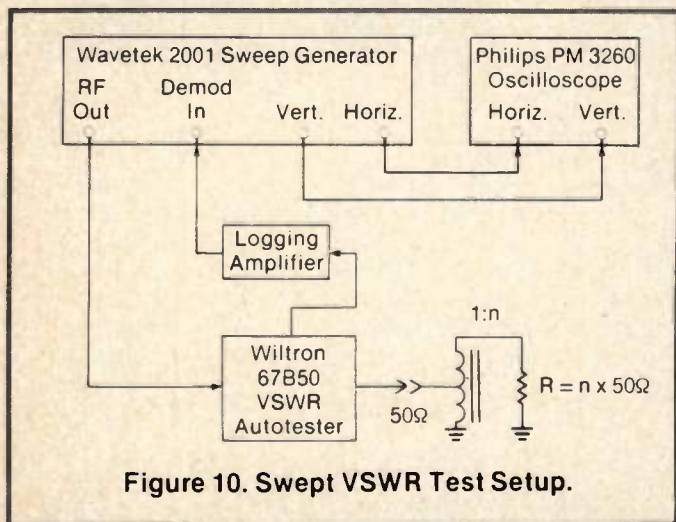 Wavetek 2001 Sweep Generator
RF
Out
Demod
In
Vert.
Horiz.
Philips PM 3260
Oscilloscope
Horiz.
Vert.
Logging
Amplifier
Wiltron
67B50
VSWR
Autotester
50Ω
1:n
R = n x 50Ω
Figure 10. Swept VSWR Test Setup.